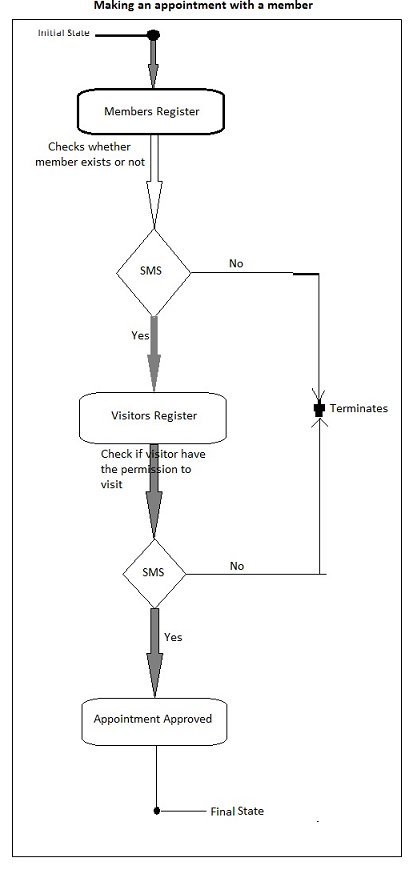 Making an appointment with a member
Initial State
Members Register
Checks whether
member exists or not
SMS
No
Yes
Terminates
Visitors Register
Check if visitor have
the permission to
visit
SMS
No
Yes
Appointment Approved
Final State